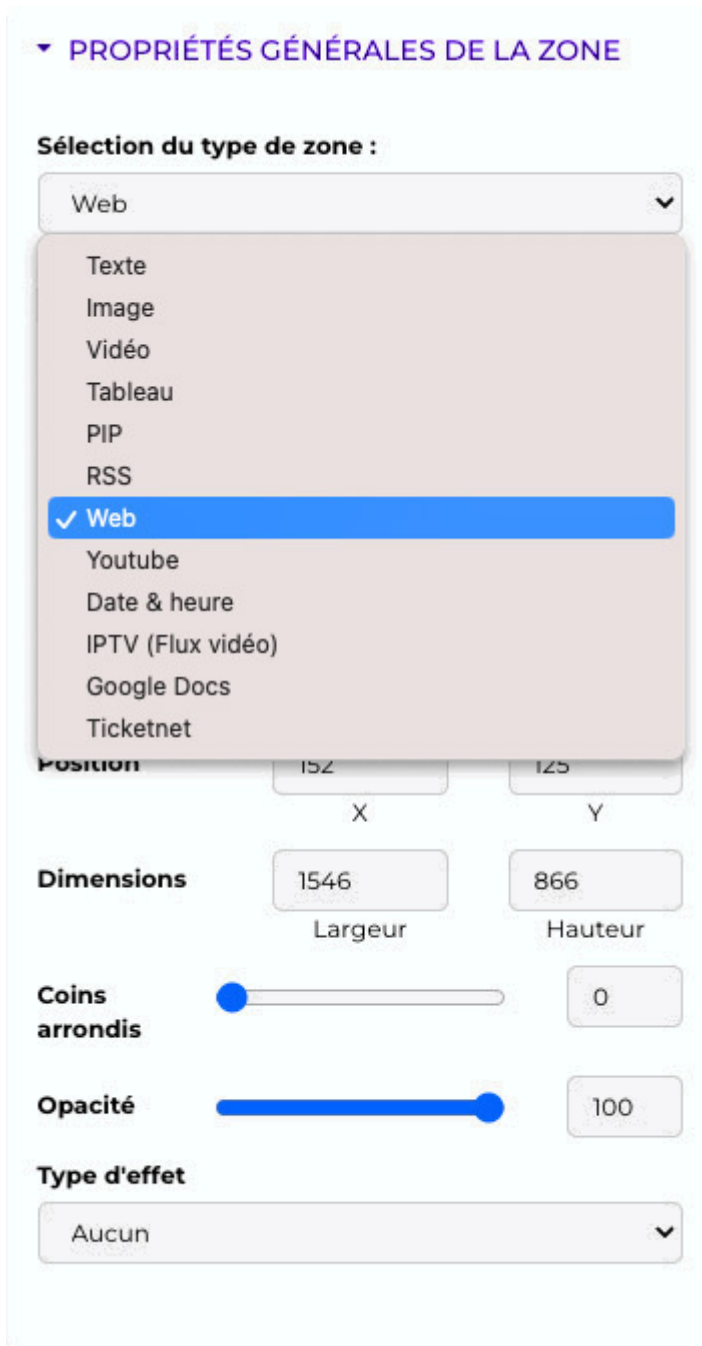 PROPRIÉTÉS GÉNÉRALES DE LA ZONE
Sélection du type de zone :
Web
Texte
Image
Vidéo
Tableau
PIP
RSS
Web
Youtube
Date & heure
IPTV (Flux vidéo)
Google Docs
Ticketnet
Position 152 125
X Y
Dimensions 1546 866
Largeur Hauteur
Coins 0
arrondis
Opacité 100
Type d'effet
Aucun